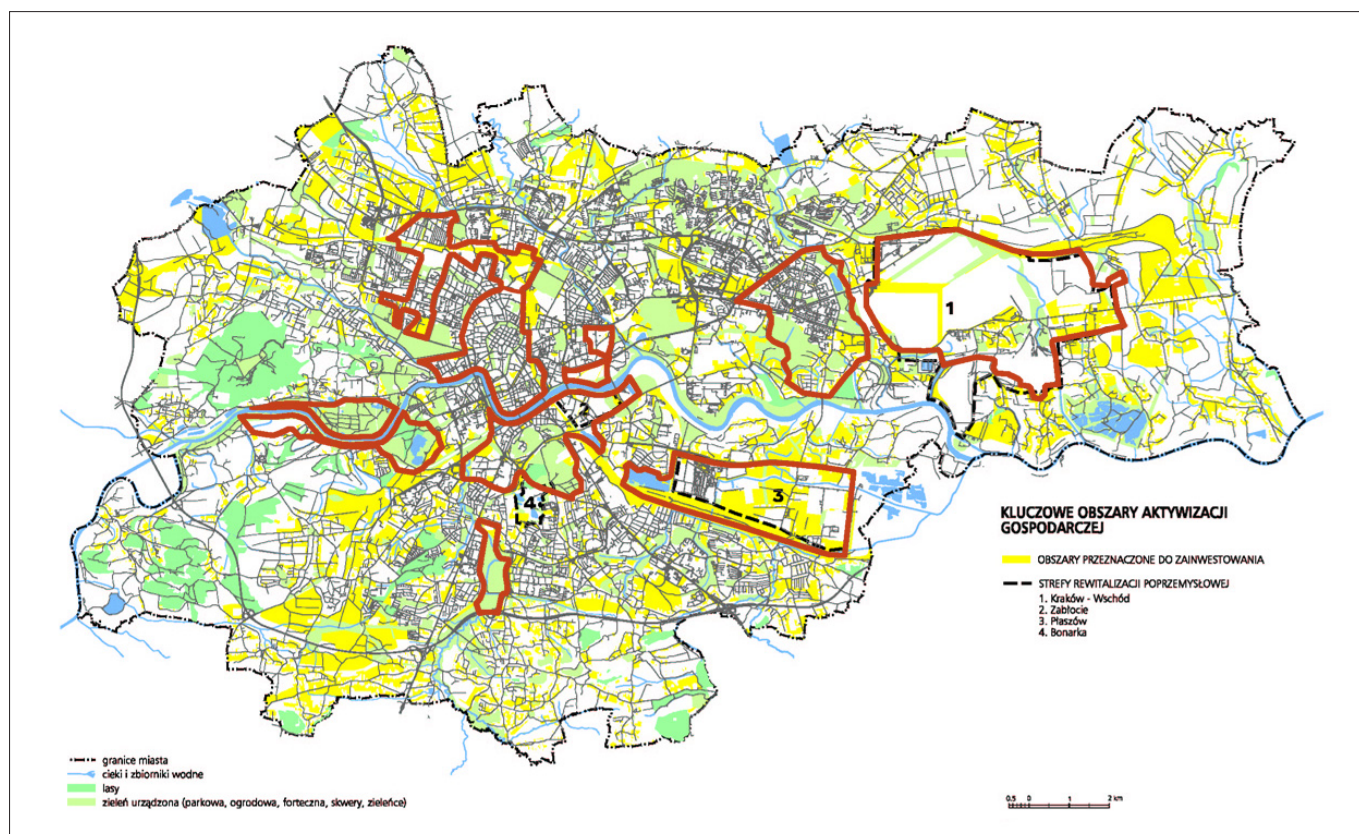 1
2
3
4
KLUCZOWE OBSZARY AKTYWIZACJI
GOSPODARCZEJ
OBSZARY PRZEZNACZONE DO ZAINWESTOWANIA
STREFY REWITALIZACJI POPRZEMYSŁOWEJ
1. Kraków - Wschód
2. Zabłocie
3. Płaszów
4. Bonarka
granice miasta
cieki i zbiorniki wodne
lasy
zieleń urządzona (parkowa, ogrodowa, forteczna, skwery, zieleńce)
0.5 0 1 2 km